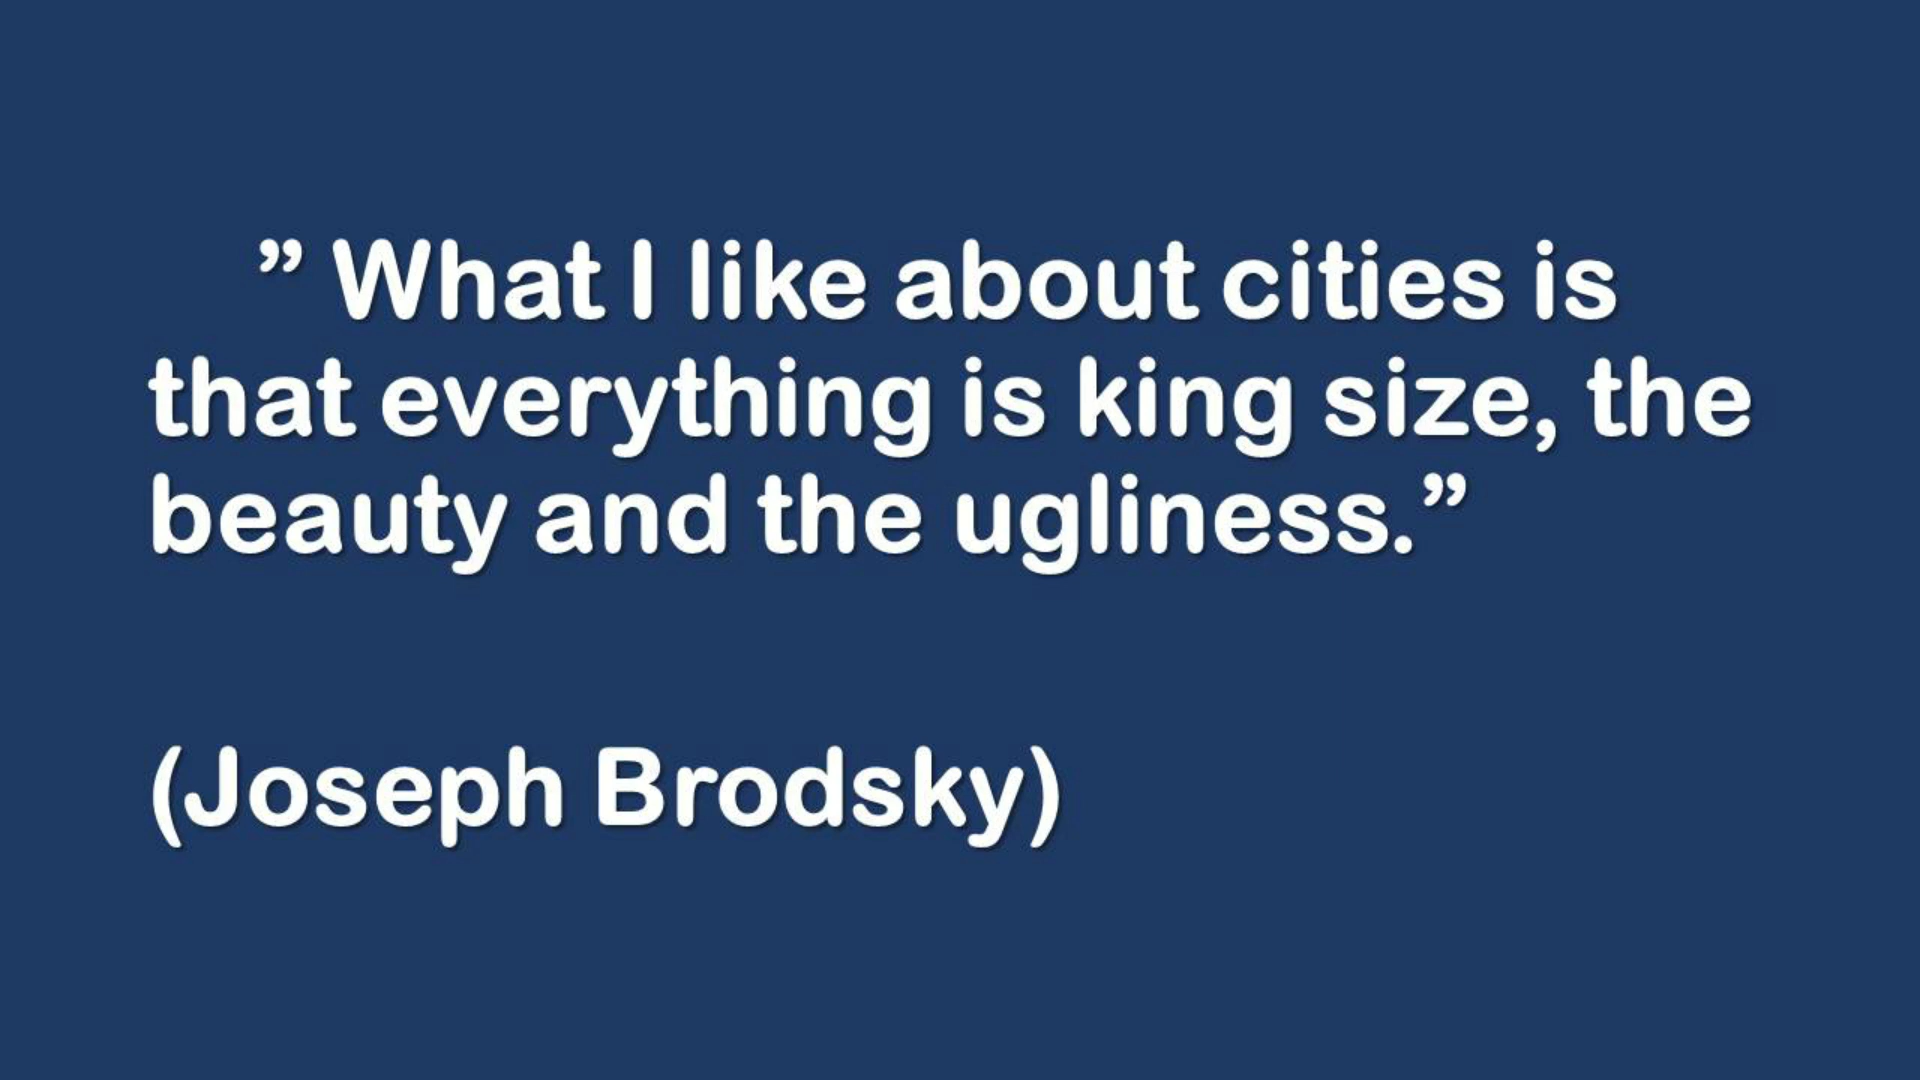 ” What I like about cities is
that everything is king size, the
beauty and the ugliness.”
(Joseph Brodsky)